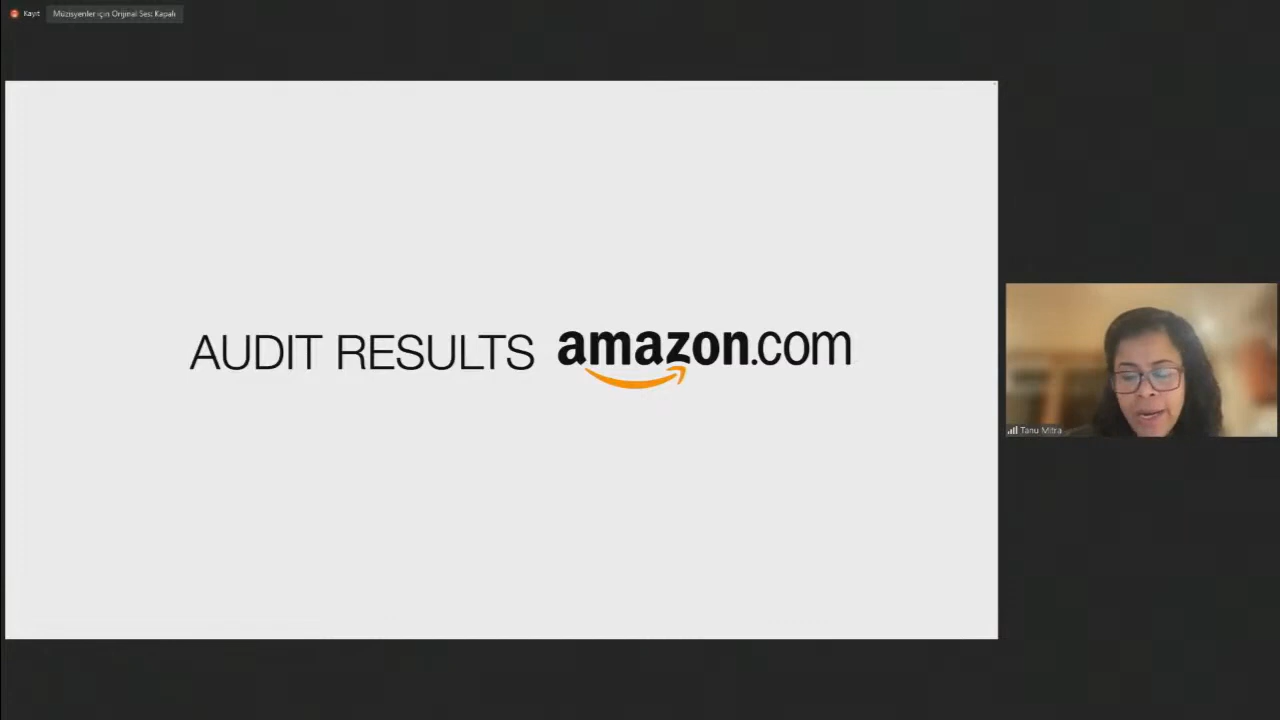 Kayıt
Müzisyenler için Orijinal Ses: Kapalı
AUDIT RESULTS amazon.com
Tanu Mitra